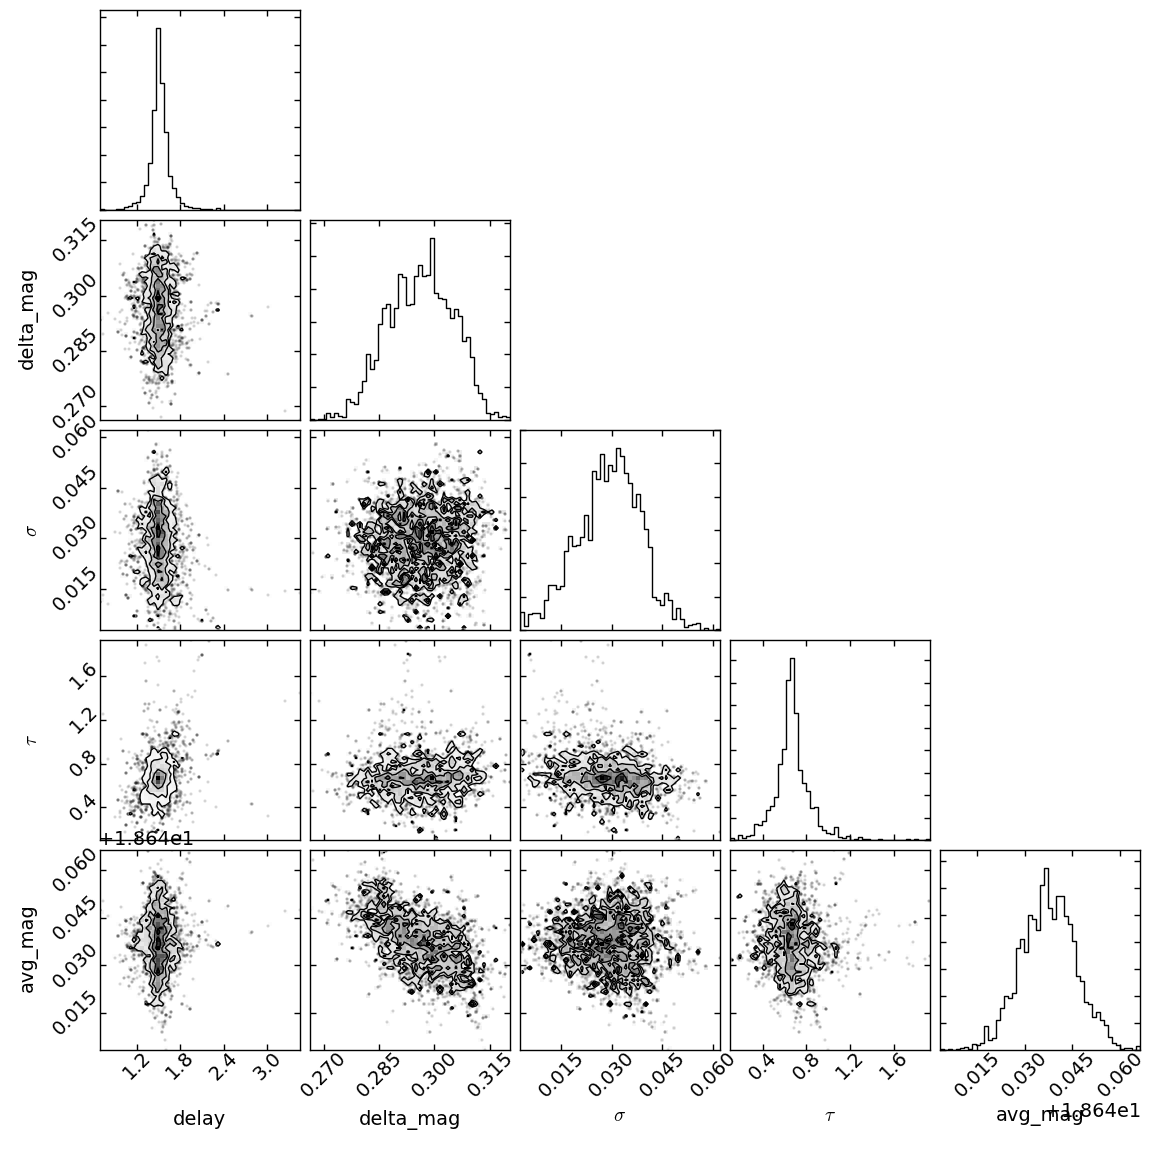 0.315
0.300
0.285
0.270
delta_mag
0.060
0.045
0.030
0.015
σ
1.6
1.2
0.8
0.4
τ
+1.864e1
0.060
0.045
0.030
0.015
avg_mag
1.2 1.8 2.4 3.0
0.270 0.285 0.300 0.315
0.015 0.030 0.045 0.060
0.4 0.8 1.2 1.6
0.015 0.030 0.045 0.060
+1.864e1
delay delta_mag σ τ avg_mag